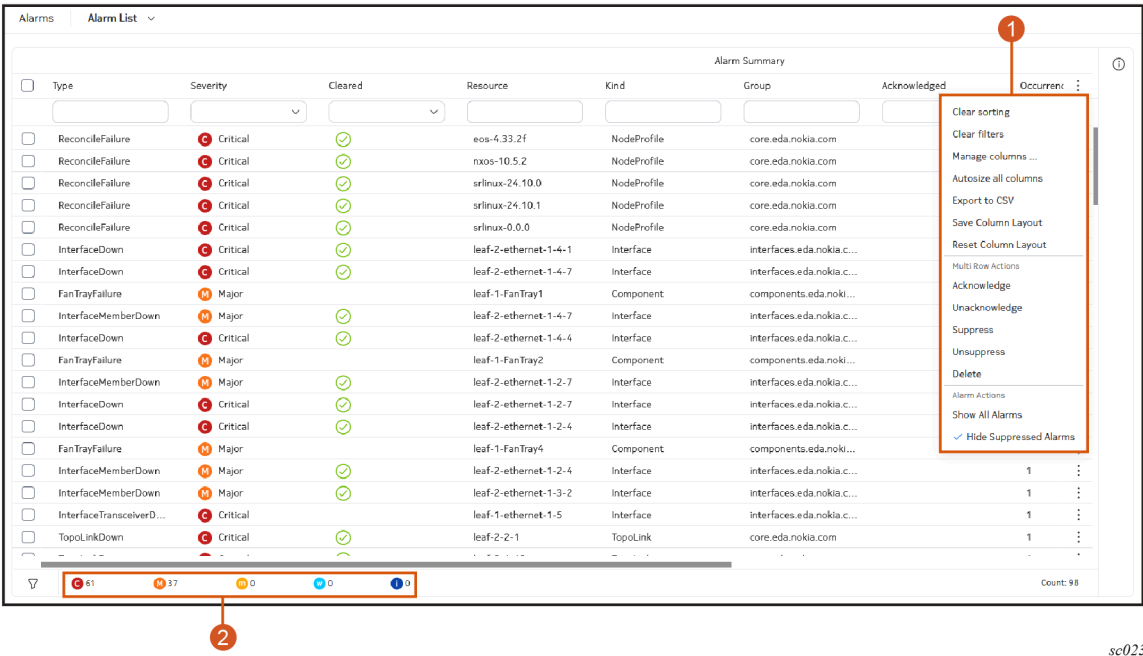 Alarms Alarm List
1
Alarm Summary
Type Severity Cleared Resource Kind Group Acknowledged Occurrenc
Clear sorting
Clear filters
Manage columns ...
Autosize all columns
Export to CSV
Save Column Layout
Reset Column Layout
Multi Row Actions
Acknowledge
Unacknowledge
Suppress
Unsuppress
Delete
Alarm Actions
Show All Alarms
Hide Suppressed Alarms
ReconcileFailure C Critical eos-4.33.2f NodeProfile core.eda.nokia.com
ReconcileFailure C Critical nxos-10.5.2 NodeProfile core.eda.nokia.com
ReconcileFailure C Critical srlinux-24.10.0 NodeProfile core.eda.nokia.com
ReconcileFailure C Critical srlinux-24.10.1 NodeProfile core.eda.nokia.com
ReconcileFailure C Critical srlinux-0.0.0 NodeProfile core.eda.nokia.com
InterfaceDown C Critical leaf-2-ethernet-1-4-1 Interface interfaces.eda.nokia.c...
InterfaceDown C Critical leaf-2-ethernet-1-4-7 Interface interfaces.eda.nokia.c...
FanTrayFailure M Major leaf-1-FanTray1 Component components.eda.noki...
InterfaceMemberDown M Major leaf-2-ethernet-1-4-7 Interface interfaces.eda.nokia.c...
InterfaceDown C Critical leaf-2-ethernet-1-4-4 Interface interfaces.eda.nokia.c...
FanTrayFailure M Major leaf-1-FanTray2 Component components.eda.noki...
InterfaceMemberDown M Major leaf-2-ethernet-1-2-7 Interface interfaces.eda.nokia.c...
InterfaceDown C Critical leaf-2-ethernet-1-2-7 Interface interfaces.eda.nokia.c...
InterfaceDown C Critical leaf-2-ethernet-1-2-4 Interface interfaces.eda.nokia.c...
FanTrayFailure M Major leaf-1-FanTray4 Component components.eda.noki...
InterfaceMemberDown M Major leaf-2-ethernet-1-2-4 Interface interfaces.eda.nokia.c... 1
InterfaceMemberDown M Major leaf-2-ethernet-1-3-2 Interface interfaces.eda.nokia.c... 1
InterfaceTransceiverD... C Critical leaf-1-ethernet-1-5 Interface interfaces.eda.nokia.c... 1
TopoLinkDown C Critical leaf-2-2-1 TopoLink core.eda.nokia.com 1
C 61 M 37 m 0 w 0 i 0 Count: 98
2
sc023